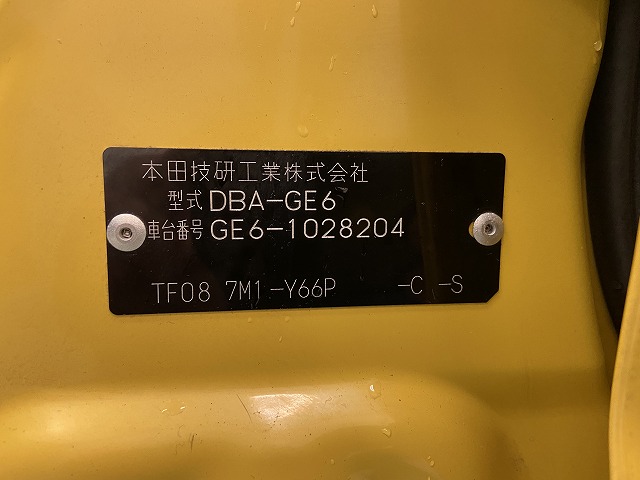 本田技研工業株式会社
型式 DBA-GE6
車台番号 GE6-1028204
TF08 7M1-Y66P -C -S